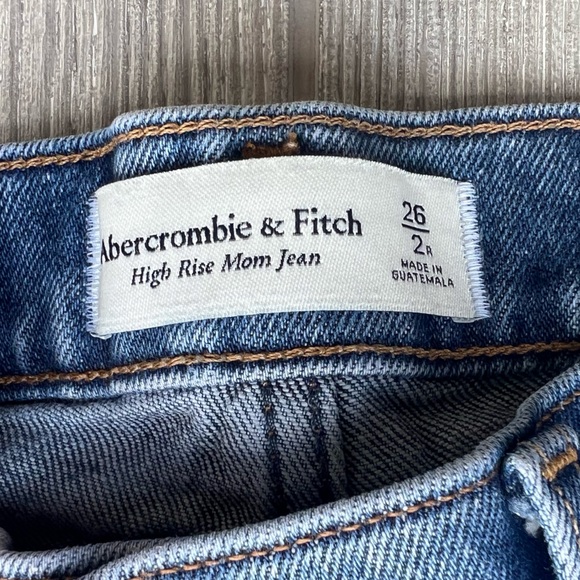 Abercrombie & Fitch
High Rise Mom Jean
26
2R
MADE IN
GUATEMALA